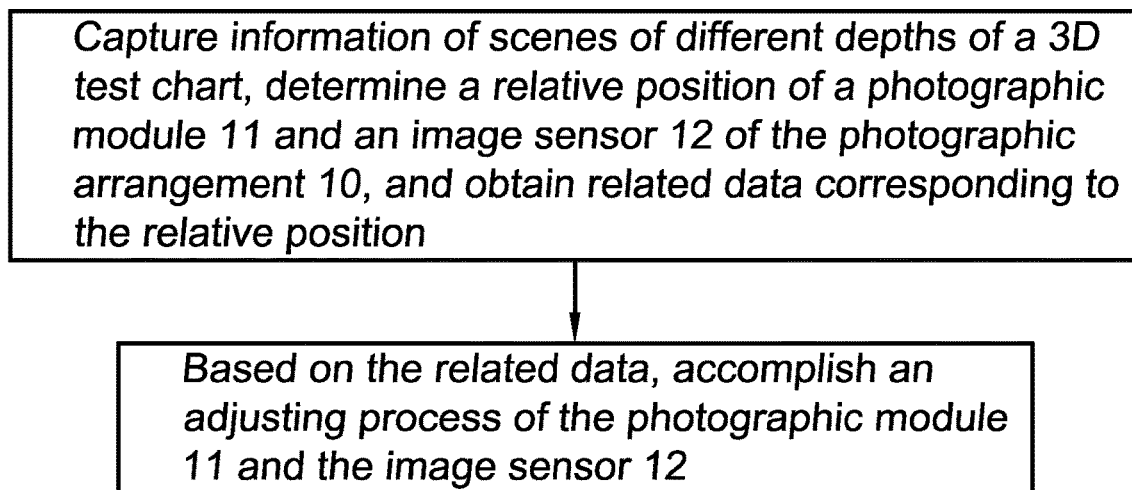 Capture information of scenes of different depths of a 3D
test chart, determine a relative position of a photographic
module 11 and an image sensor 12 of the photographic
arrangement 10, and obtain related data corresponding to
the relative position
Based on the related data, accomplish an
adjusting process of the photographic module
11 and the image sensor 12